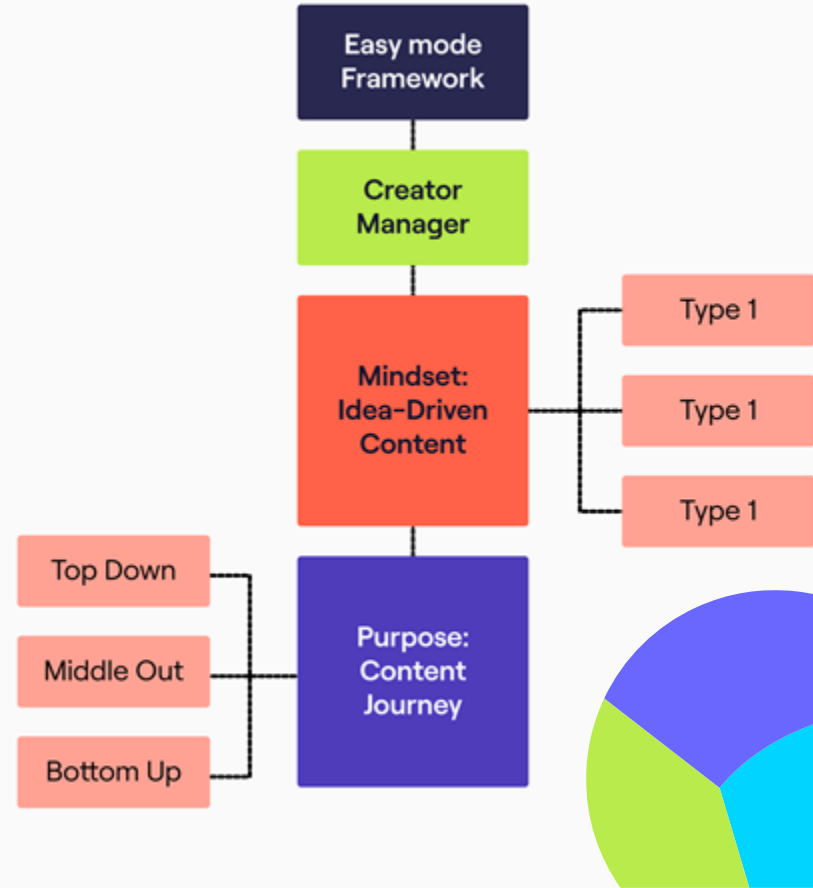 Easy mode
Framework
Creator
Manager
Mindset:
Idea-Driven
Content
Type 1
Type 1
Type 1
Top Down
Middle Out
Bottom Up
Purpose:
Content
Journey